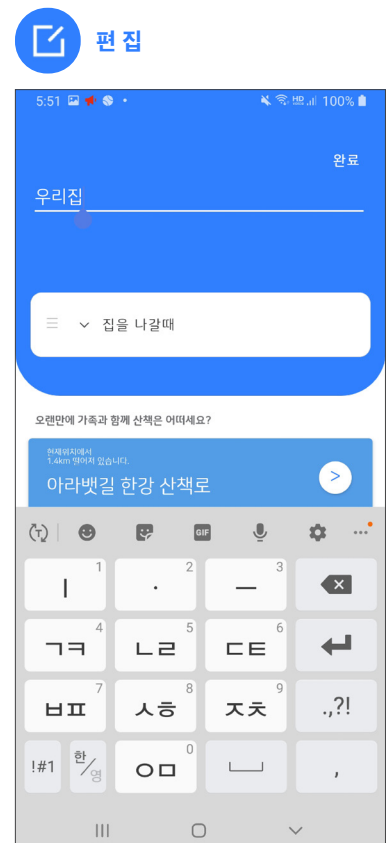 편집
5:51 HD 100%
완료
우리집
집을 나갈때
오랜만에 가족과 함께 산책은 어떠세요?
현재위치에서
1.4km 떨어져 있습니다.
아라뱃길 한강 산책로
>
T GIF ...
ㅣ 1 · 2 ㅡ 3
ㄱㅋ 4 ㄴㄹ 5 ㄷㅌ 6
ㅂㅍ 7 ㅅㅎ 8 ㅈㅊ 9 .,?!
!#1 한/영 ㅇㅁ 0 ,